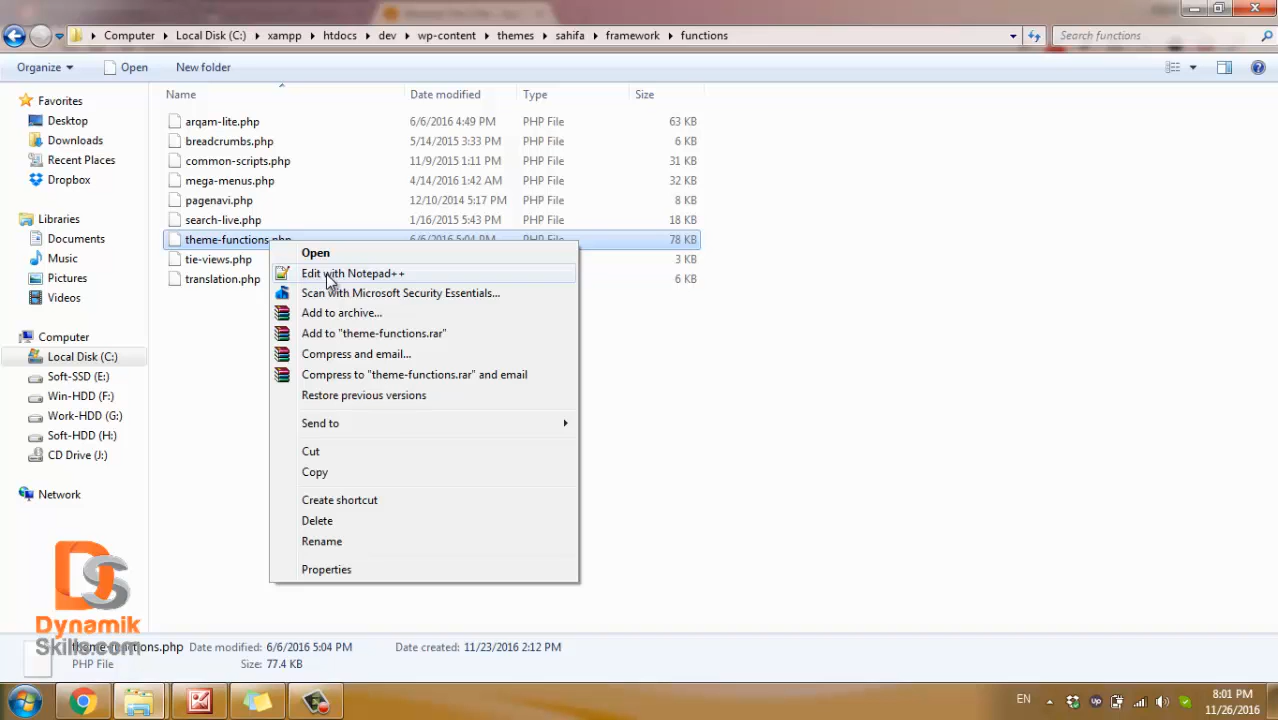 Computer Local Disk (C:) xampp htdocs dev wp-content themes sahifa framework functions Search functions
Organize Open New folder
Name Date modified Type Size
Favorites
Desktop
Downloads
Recent Places
Dropbox
Libraries
Documents
Music
Pictures
Videos
Computer
Local Disk (C:)
Soft-SSD (E:)
Win-HDD (F:)
Work-HDD (G:)
Soft-HDD (H:)
CD Drive (J:)
Network
arqam-lite.php 6/6/2016 4:49 PM PHP File 63 KB
breadcrumbs.php 5/14/2015 3:33 PM PHP File 6 KB
common-scripts.php 11/9/2015 1:11 PM PHP File 31 KB
mega-menus.php 4/14/2016 1:42 AM PHP File 32 KB
pagenavi.php 12/10/2014 5:17 PM PHP File 8 KB
search-live.php 1/16/2015 5:43 PM PHP File 18 KB
theme-functions.php 6/6/2016 5:04 PM PHP File 78 KB
tie-views.php 3 KB
translation.php 6 KB
Open
Edit with Notepad++
Scan with Microsoft Security Essentials...
Add to archive...
Add to "theme-functions.rar"
Compress and email...
Compress to "theme-functions.rar" and email
Restore previous versions
Send to
Cut
Copy
Create shortcut
Delete
Rename
Properties
DS
Dynamik
Skills.com
theme-functions.php Date modified: 6/6/2016 5:04 PM Date created: 11/23/2016 2:12 PM
PHP File Size: 77.4 KB
EN
8:01 PM
11/26/2016